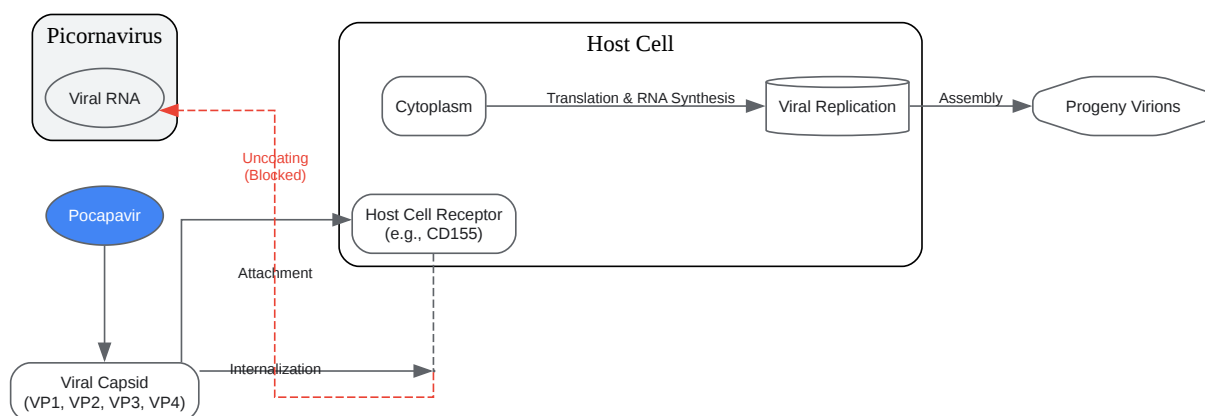 Picornavirus
Viral RNA
Host Cell
Cytoplasm
Translation & RNA Synthesis
Viral Replication
Assembly
Progeny Virions
Uncoating
(Blocked)
Pocapavir
Host Cell Receptor
(e.g., CD155)
Attachment
Internalization
Viral Capsid
(VP1, VP2, VP3, VP4)